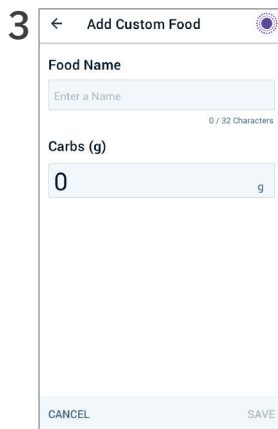 3
Add Custom Food
Food Name
Enter a Name
0 / 32 Characters
Carbs (g)
0 g
CANCEL SAVE